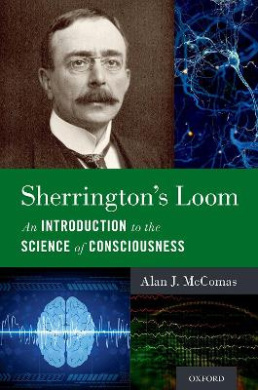 Sherrington's Loom
An INTRODUCTION to the
SCIENCE of CONSCIOUSNESS
Alan J. McComas
OXFORD